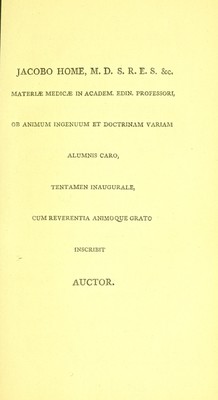 JACOBO HOME, M. D. S. R. E. S. &c.
MATERIÆ MEDICÆ IN ACADEM. EDIN. PROFESSORI,
OB ANIMUM INGENUUM ET DOCTRINAM VARIAM
ALUMNIS CARO,
TENTAMEN INAUGURALE,
CUM REVERENTIA ANIMOQUE GRATO
INSCRIBIT
AUCTOR.